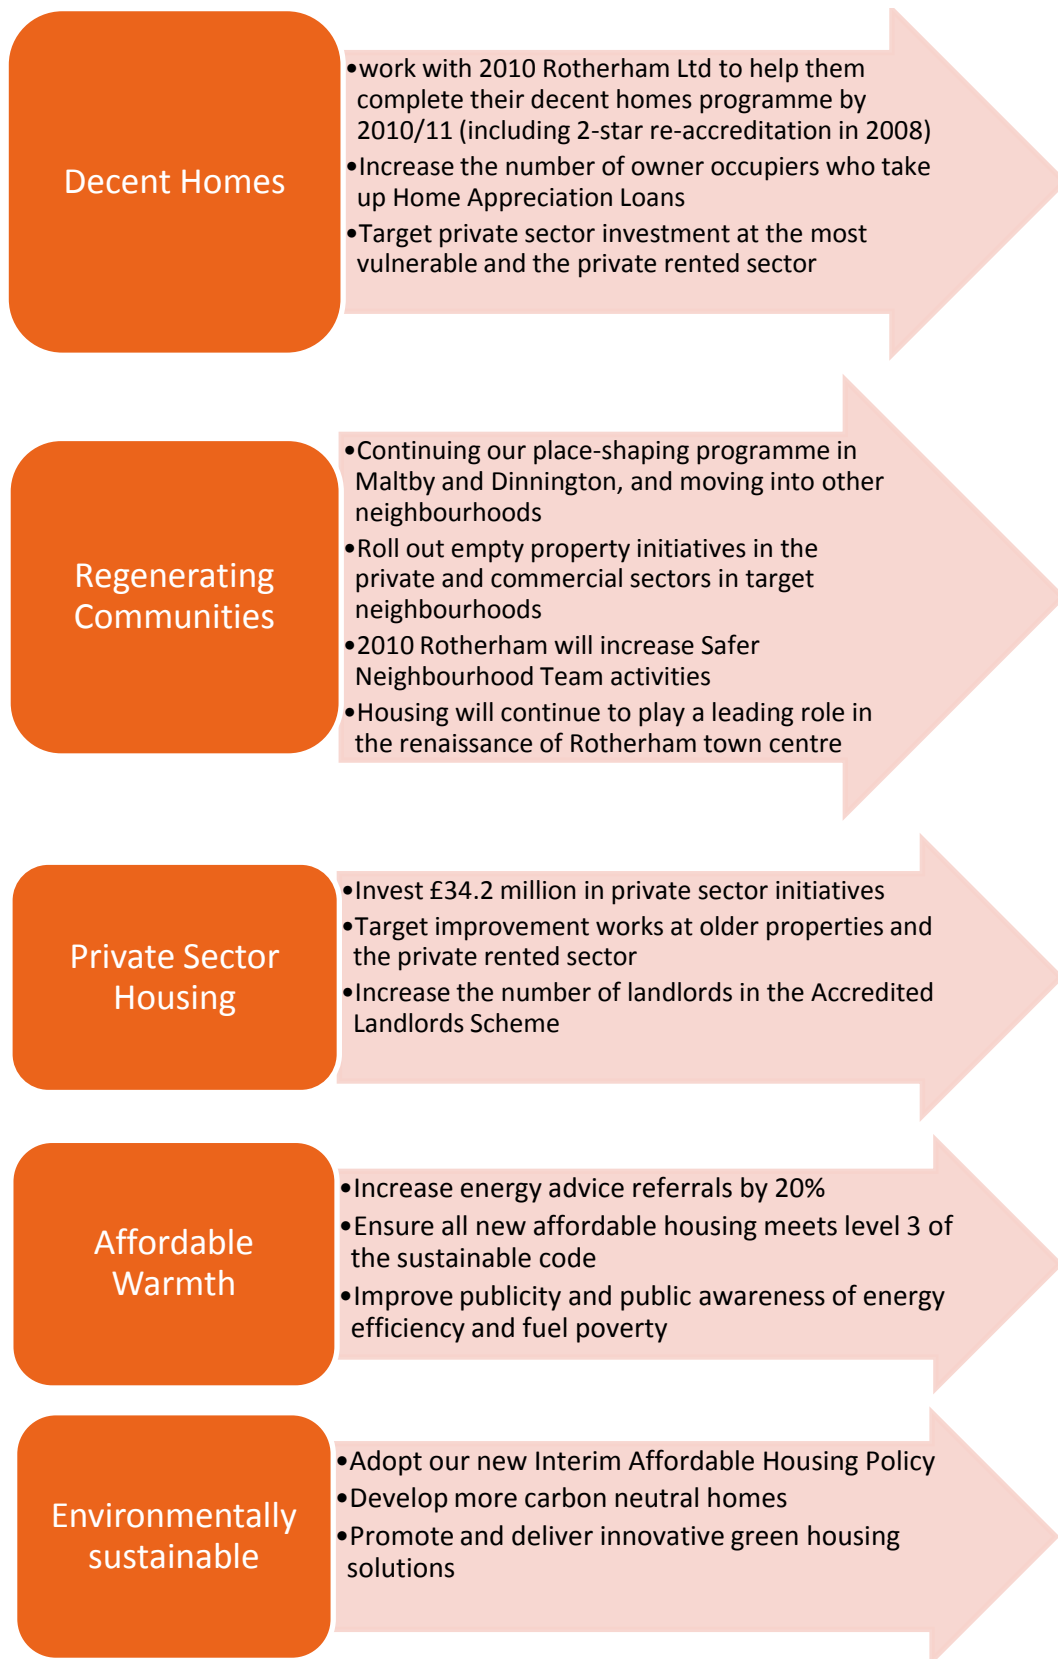 Decent Homes
•work with 2010 Rotherham Ltd to help them
complete their decent homes programme by
2010/11 (including 2-star re-accreditation in 2008)
•Increase the number of owner occupiers who take
up Home Appreciation Loans
•Target private sector investment at the most
vulnerable and the private rented sector
Regenerating
Communities
•Continuing our place-shaping programme in
Maltby and Dinnington, and moving into other
neighbourhoods
•Roll out empty property initiatives in the
private and commercial sectors in target
neighbourhoods
•2010 Rotherham will increase Safer
Neighbourhood Team activities
•Housing will continue to play a leading role in
the renaissance of Rotherham town centre
Private Sector
Housing
•Invest £34.2 million in private sector initiatives
•Target improvement works at older properties and
the private rented sector
•Increase the number of landlords in the Accredited
Landlords Scheme
Affordable
Warmth
•Increase energy advice referrals by 20%
•Ensure all new affordable housing meets level 3 of
the sustainable code
•Improve publicity and public awareness of energy
efficiency and fuel poverty
Environmentally
sustainable
•Adopt our new Interim Affordable Housing Policy
•Develop more carbon neutral homes
•Promote and deliver innovative green housing
solutions